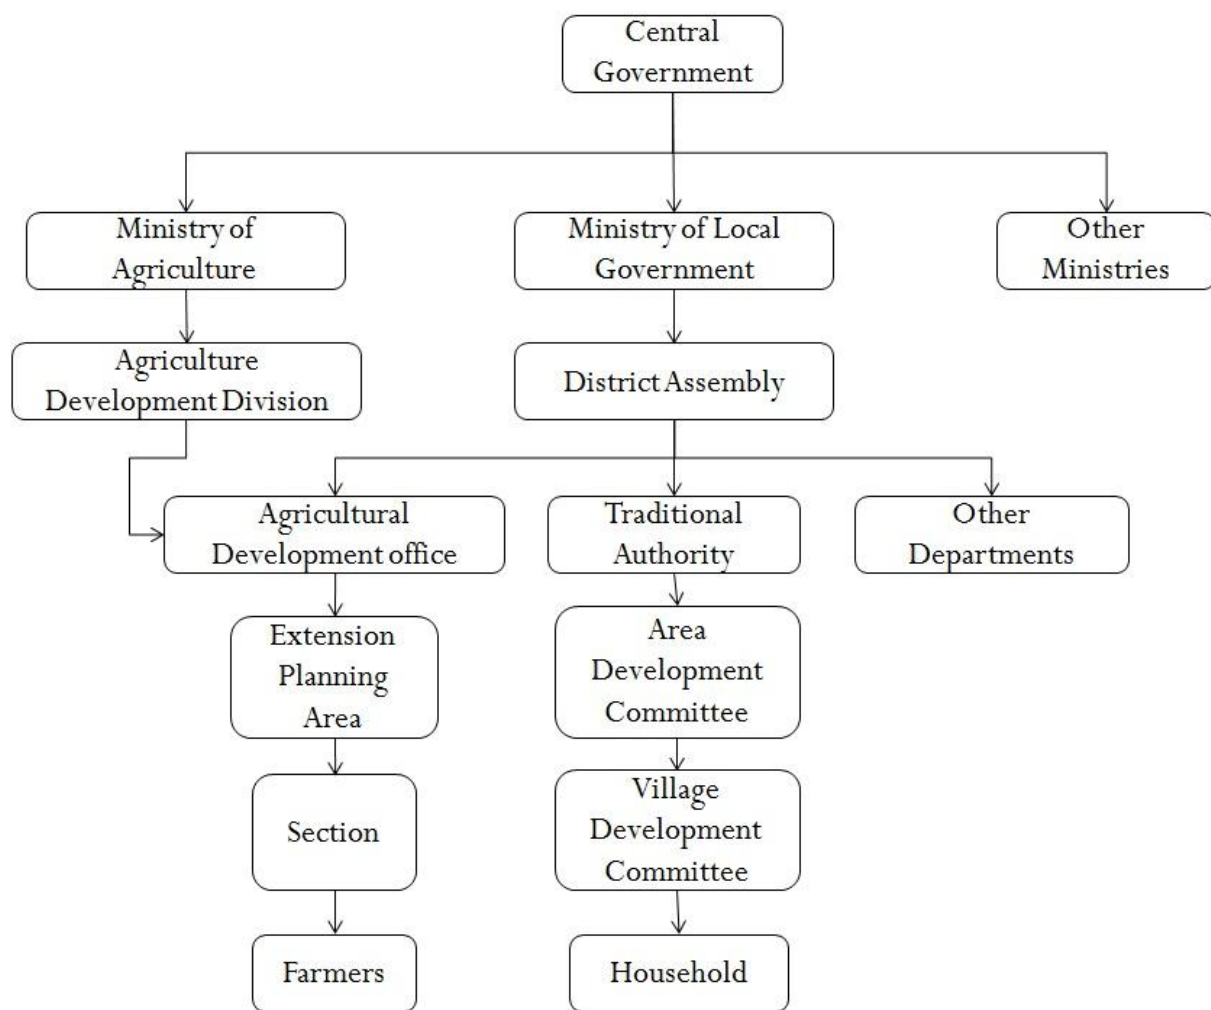 Central
Government
Ministry of
Agriculture
Ministry of Local
Government
Other
Ministries
Agriculture
Development Division
District Assembly
Agricultural
Development office
Traditional
Authority
Other
Departments
Extension
Planning
Area
Area
Development
Committee
Section
Village
Development
Committee
Farmers
Household